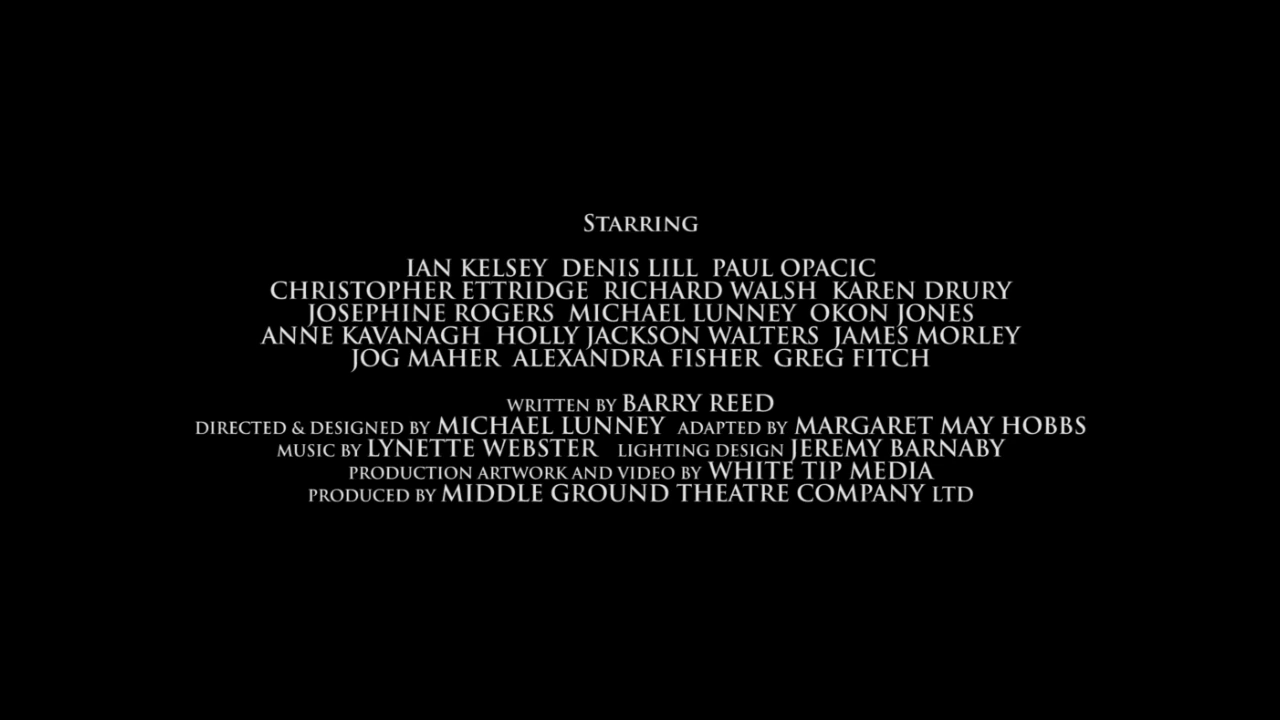 Starring
IAN KELSEY DENIS LILL PAUL OPACIC
CHRISTOPHER ETTRIDGE RICHARD WALSH KAREN DRURY
JOSEPHINE ROGERS MICHAEL LUNNEY OKON JONES
ANNE KAVANAGH HOLLY JACKSON WALTERS JAMES MORLEY
JOG MAHER ALEXANDRA FISHER GREG FITCH
WRITTEN BY BARRY REED
DIRECTED & DESIGNED BY MICHAEL LUNNEY ADAPTED BY MARGARET MAY HOBBS
MUSIC BY LYNETTE WEBSTER LIGHTING DESIGN JEREMY BARNABY
PRODUCTION ARTWORK AND VIDEO BY WHITE TIP MEDIA
PRODUCED BY MIDDLE GROUND THEATRE COMPANY LTD